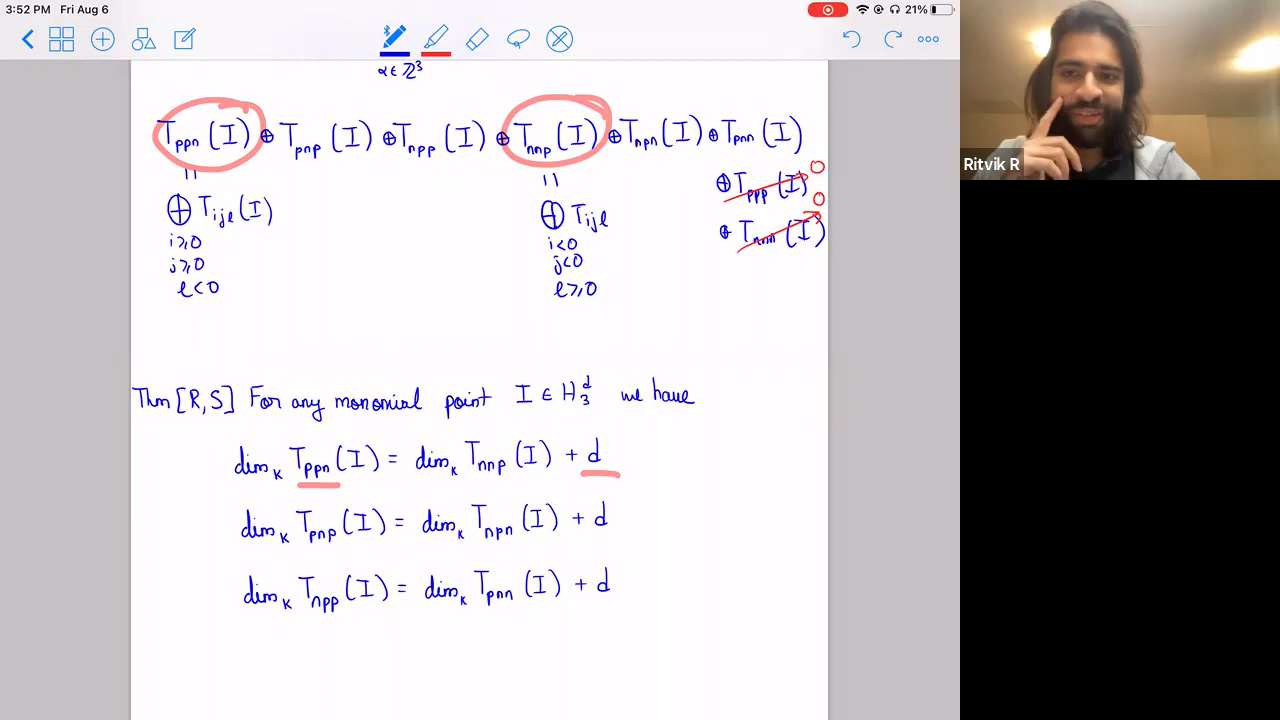 3:52 PM Fri Aug 6
21%
α∈ℤ³
T_ppn(I) ⊕ T_pnp(I) ⊕ T_npp(I) ⊕ T_nnp(I) ⊕ T_npn(I) ⊕ T_pnn(I)
⊕ T_ppp(I) 0
⊕ T_nnn(I) 0
= =
⊕ T_ijl(I) ⊕ T_ijl
i≥0 i<0
j≥0 j<0
l<0 l≥0
Thm [R,S] For any monomial point I ∈ H₃ᵈ we have
dim_K T_ppn(I) = dim_K T_nnp(I) + d
dim_K T_pnp(I) = dim_K T_npn(I) + d
dim_K T_npp(I) = dim_K T_pnn(I) + d
Ritvik R